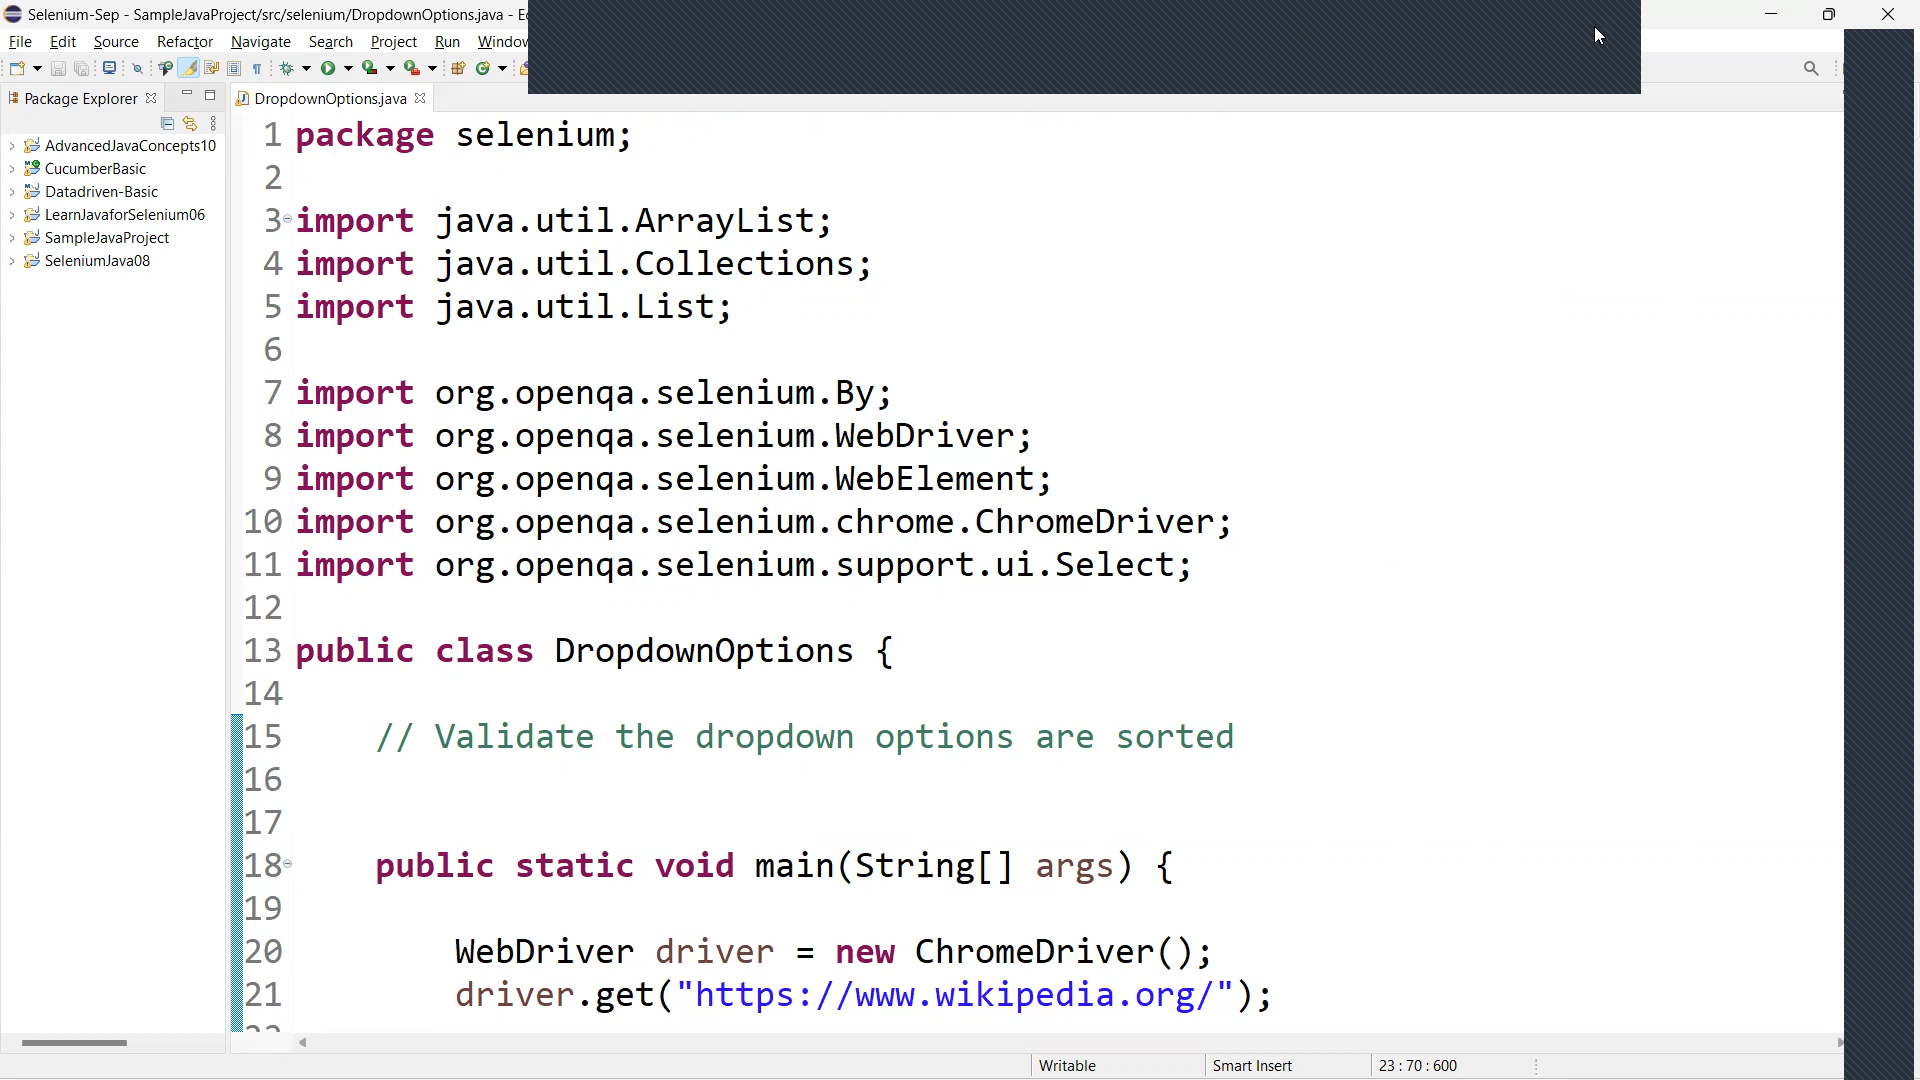 Selenium-Sep - SampleJavaProject/src/selenium/DropdownOptions.java -
File Edit Source Refactor Navigate Search Project Run Window
Package Explorer
DropdownOptions.java
AdvancedJavaConcepts10
CucumberBasic
Datadriven-Basic
LearnJavaforSelenium06
SampleJavaProject
SeleniumJava08
1 package selenium;
2
3 import java.util.ArrayList;
4 import java.util.Collections;
5 import java.util.List;
6
7 import org.openqa.selenium.By;
8 import org.openqa.selenium.WebDriver;
9 import org.openqa.selenium.WebElement;
10 import org.openqa.selenium.chrome.ChromeDriver;
11 import org.openqa.selenium.support.ui.Select;
12
13 public class DropdownOptions {
14
15 // Validate the dropdown options are sorted
16
17
18 public static void main(String[] args) {
19
20 WebDriver driver = new ChromeDriver();
21 driver.get("https://www.wikipedia.org/");
Writable Smart Insert 23 : 70 : 600